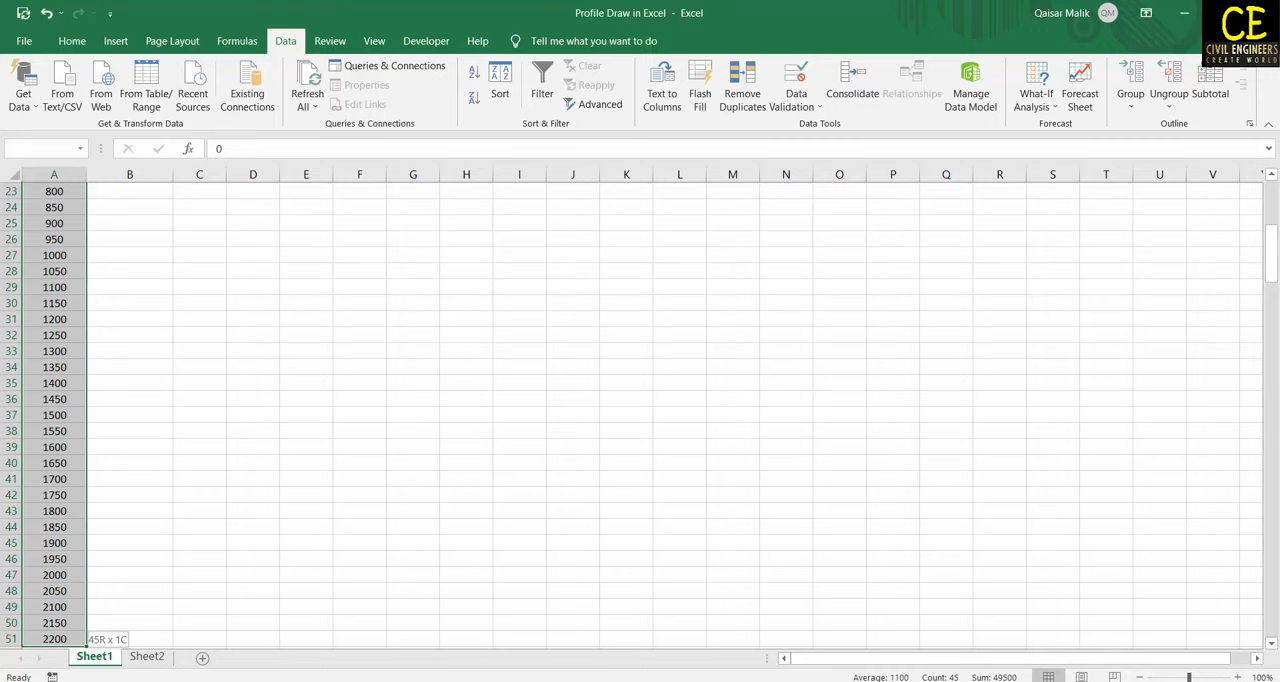 Profile Draw in Excel - Excel
Qaisar Malik QM
CE
CIVIL ENGINEERS
CREATE WORLD
File Home Insert Page Layout Formulas Data Review View Developer Help Tell me what you want to do
Get Data
From Text/CSV
From Web
From Table/Range
Recent Sources
Existing Connections
Get & Transform Data
Refresh All
Queries & Connections
Properties
Edit Links
Queries & Connections
Sort
Filter
Clear
Reapply
Advanced
Sort & Filter
Text to Columns
Flash Fill
Remove Duplicates
Data Validation
Consolidate
Relationships
Manage Data Model
Data Tools
What-If Analysis
Forecast Sheet
Forecast
Group
Ungroup
Subtotal
Outline
fx 0
A B C D E F G H I J K L M N O P Q R S T U V
23 800
24 850
25 900
26 950
27 1000
28 1050
29 1100
30 1150
31 1200
32 1250
33 1300
34 1350
35 1400
36 1450
37 1500
38 1550
39 1600
40 1650
41 1700
42 1750
43 1800
44 1850
45 1900
46 1950
47 2000
48 2050
49 2100
50 2150
51 2200 45R x 1C
Sheet1 Sheet2
Ready Average: 1100 Count: 45 Sum: 49500 100%